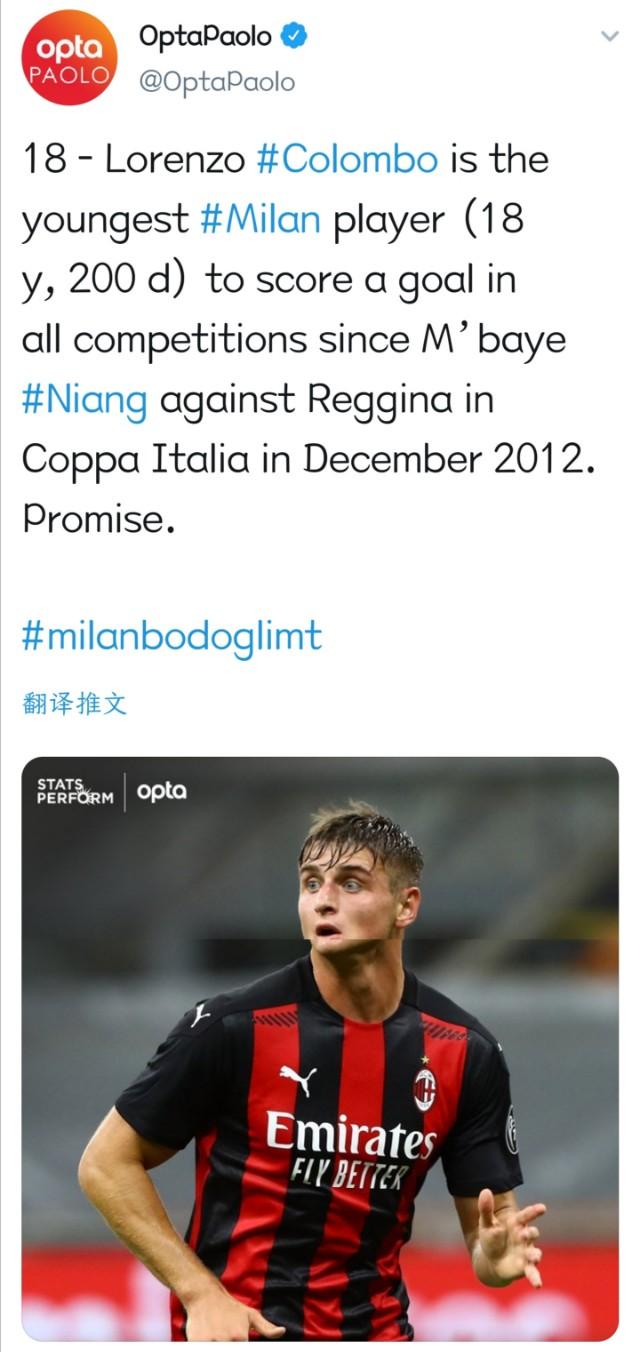 opta
PAOLO
OptaPaolo
@OptaPaolo
18 - Lorenzo #Colombo is the
youngest #Milan player (18
y, 200 d) to score a goal in
all competitions since M’baye
#Niang against Reggina in
Coppa Italia in December 2012.
Promise.
#milanbodoglimt
翻译推文
STATS
PERFORM
opta
Emirates
FLY BETTER